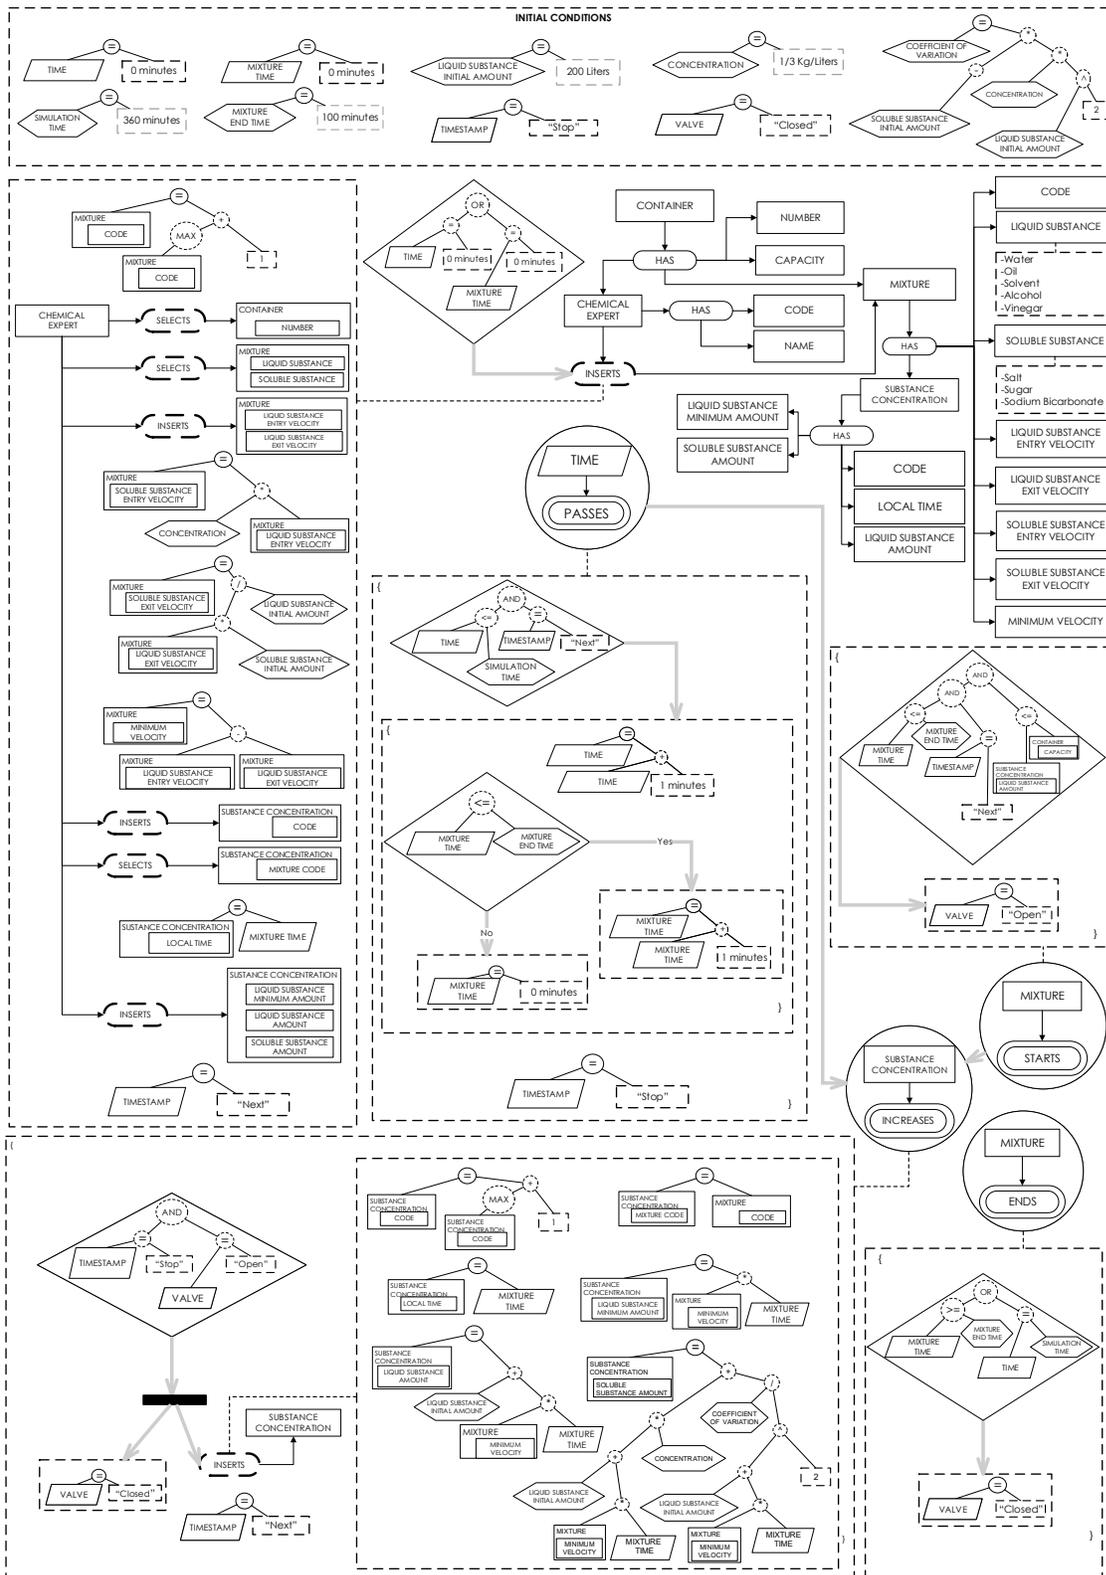 INITIAL CONDITIONS
=
TIME
0 minutes
=
MIXTURE
TIME
0 minutes
=
LIQUID SUBSTANCE
INITIAL AMOUNT
200 Liters
=
CONCENTRATION
1/3 Kg/Liters
=
COEFFICIENT OF
VARIATION
*
-
*
CONCENTRATION
^
2
SOLUBLE SUBSTANCE
INITIAL AMOUNT
LIQUID SUBSTANCE
INITIAL AMOUNT
=
SIMULATION
TIME
360 minutes
=
MIXTURE
END TIME
100 minutes
=
TIMESTAMP
"Stop"
=
VALVE
"Closed"
=
MIXTURE
CODE
+
MAX
MIXTURE
CODE
1
CHEMICAL
EXPERT
SELECTS
CONTAINER
NUMBER
SELECTS
MIXTURE
LIQUID SUBSTANCE
SOLUBLE SUBSTANCE
INSERTS
MIXTURE
LIQUID SUBSTANCE
ENTRY VELOCITY
LIQUID SUBSTANCE
EXIT VELOCITY
=
MIXTURE
SOLUBLE SUBSTANCE
ENTRY VELOCITY
*
CONCENTRATION
MIXTURE
LIQUID SUBSTANCE
ENTRY VELOCITY
=
MIXTURE
SOLUBLE SUBSTANCE
EXIT VELOCITY
/
LIQUID SUBSTANCE
INITIAL AMOUNT
*
MIXTURE
LIQUID SUBSTANCE
EXIT VELOCITY
SOLUBLE SUBSTANCE
INITIAL AMOUNT
=
MIXTURE
MINIMUM
VELOCITY
-
MIXTURE
LIQUID SUBSTANCE
ENTRY VELOCITY
MIXTURE
LIQUID SUBSTANCE
EXIT VELOCITY
INSERTS
SUBSTANCE CONCENTRATION
CODE
SELECTS
SUBSTANCE CONCENTRATION
MIXTURE CODE
=
SUSTANCE CONCENTRATION
LOCAL TIME
MIXTURE TIME
INSERTS
SUSTANCE CONCENTRATION
LIQUID SUBSTANCE
MINIMUM AMOUNT
LIQUID SUBSTANCE
AMOUNT
SOLUBLE SUBSTANCE
AMOUNT
=
TIMESTAMP
"Next"
OR
=
TIME
0 minutes
=
0 minutes
MIXTURE
TIME
CONTAINER
HAS
NUMBER
CAPACITY
CHEMICAL
EXPERT
HAS
CODE
NAME
INSERTS
MIXTURE
HAS
CODE
LIQUID SUBSTANCE
-Water
-Oil
-Solvent
-Alcohol
-Vinegar
SOLUBLE SUBSTANCE
-Salt
-Sugar
-Sodium Bicarbonate
LIQUID SUBSTANCE
ENTRY VELOCITY
LIQUID SUBSTANCE
EXIT VELOCITY
SOLUBLE SUBSTANCE
ENTRY VELOCITY
SOLUBLE SUBSTANCE
EXIT VELOCITY
MINIMUM VELOCITY
SUBSTANCE
CONCENTRATION
HAS
LIQUID SUBSTANCE
MINIMUM AMOUNT
SOLUBLE SUBSTANCE
AMOUNT
CODE
LOCAL TIME
LIQUID SUBSTANCE
AMOUNT
TIME
PASSES
{
AND
<=
TIME
SIMULATION
TIME
=
TIMESTAMP
"Next"
{
=
TIME
+
TIME
1 minutes
<=
MIXTURE
TIME
MIXTURE
END TIME
Yes
No
=
MIXTURE
TIME
+
MIXTURE
TIME
1 minutes
=
MIXTURE
TIME
0 minutes
}
=
TIMESTAMP
"Stop"
}
{
AND
AND
<=
MIXTURE
TIME
MIXTURE
END TIME
=
TIMESTAMP
"Next"
<=
CONTAINER
CAPACITY
SUBSTANCE
CONCENTRATION
LIQUID SUBSTANCE
AMOUNT
=
VALVE
"Open"
}
MIXTURE
STARTS
SUBSTANCE
CONCENTRATION
INCREASES
MIXTURE
ENDS
{
AND
=
TIMESTAMP
"Stop"
=
"Open"
VALVE
=
VALVE
"Closed"
INSERTS
SUBSTANCE
CONCENTRATION
=
TIMESTAMP
"Next"
=
SUBSTANCE
CONCENTRATION
CODE
+
MAX
SUBSTANCE
CONCENTRATION
CODE
1
=
SUBSTANCE
CONCENTRATION
MIXTURE CODE
MIXTURE
CODE
=
SUBSTANCE
CONCENTRATION
LOCAL TIME
MIXTURE
TIME
=
SUBSTANCE
CONCENTRATION
LIQUID SUBSTANCE
MINIMUM AMOUNT
*
MIXTURE
MINIMUM
VELOCITY
MIXTURE
TIME
=
SUBSTANCE
CONCENTRATION
LIQUID SUBSTANCE
AMOUNT
+
LIQUID SUBSTANCE
INITIAL AMOUNT
*
MIXTURE
MINIMUM
VELOCITY
MIXTURE
TIME
=
SUBSTANCE
CONCENTRATION
SOLUBLE
SUBSTANCE AMOUNT
*
/
COEFFICIENT
OF VARIATION
*
CONCENTRATION
^
2
+
LIQUID SUBSTANCE
INITIAL AMOUNT
*
MIXTURE
MINIMUM
VELOCITY
MIXTURE
TIME
+
LIQUID SUBSTANCE
INITIAL AMOUNT
*
MIXTURE
MINIMUM
VELOCITY
MIXTURE
TIME
}
{
OR
>=
MIXTURE
TIME
MIXTURE
END TIME
=
TIME
SIMULATION
TIME
=
VALVE
"Closed"
}